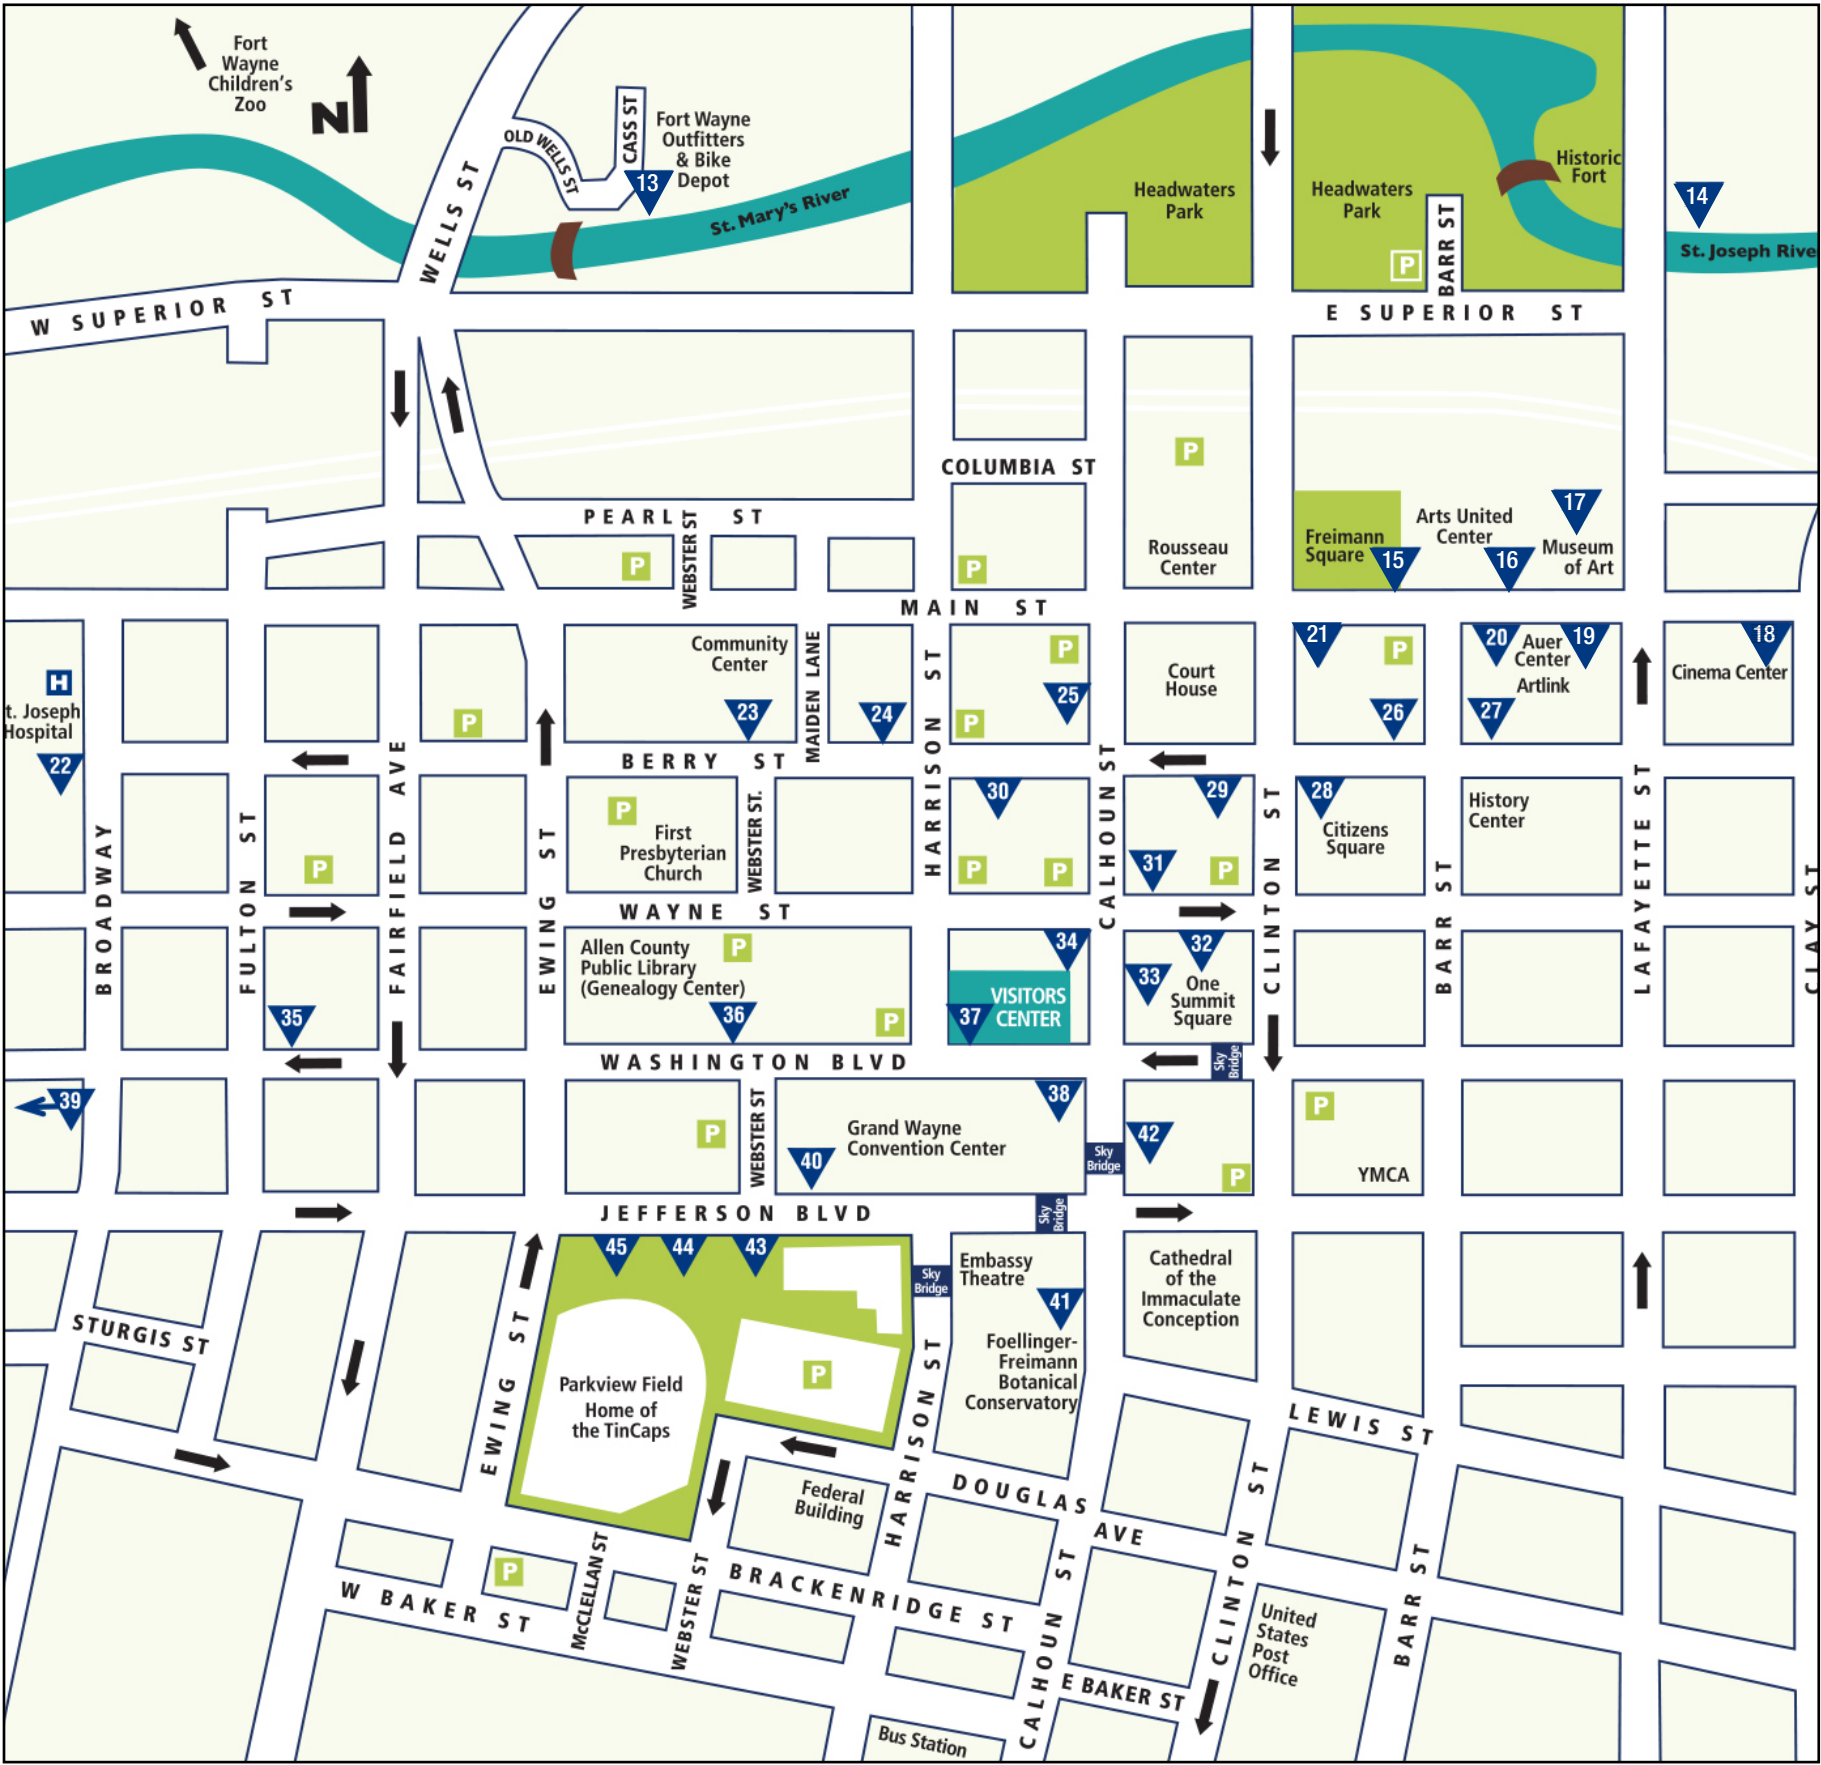 Fort
Wayne
Children's
Zoo
N
OLD WELLS ST
CASS ST
Fort Wayne
Outfitters
& Bike
Depot
13
WELLS ST
St. Mary's River
Headwaters
Park
Headwaters
Park
Historic
Fort
P
BARR ST
14
St. Joseph Rive
W SUPERIOR ST
E SUPERIOR ST
COLUMBIA ST
P
PEARL ST
WEBSTER ST
P
P
Rousseau
Center
Freimann
Square
15
Arts United
Center
16
17
Museum
of Art
MAIN ST
H
t. Joseph
Hospital
22
P
Community
Center
23
MAIDEN LANE
24
HARRISON ST
P
25
P
Court
House
21
P
26
20
Auer
Center
19
Artlink
27
18
Cinema Center
BERRY ST
BROADWAY
FULTON ST
P
FAIRFIELD AVE
EWING ST
P
First
Presbyterian
Church
WEBSTER ST.
30
P
P
CALHOUN ST
29
31
P
CLINTON ST
28
Citizens
Square
BARR ST
History
Center
LAFAYETTE ST
CLAY ST
WAYNE ST
35
Allen County
Public Library
(Genealogy Center)
P
36
P
34
VISITORS
CENTER
37
32
33
One
Summit
Square
WASHINGTON BLVD
Sky
Bridge
39
P
WEBSTER ST
38
Grand Wayne
Convention Center
40
Sky
Bridge
42
P
P
YMCA
JEFFERSON BLVD
Sky
Bridge
STURGIS ST
EWING ST
45
44
43
Sky
Bridge
Embassy
Theatre
41
Foellinger-
Freimann
Botanical
Conservatory
Cathedral
of the
Immaculate
Conception
Parkview Field
Home of
the TinCaps
P
HARRISON ST
LEWIS ST
Federal
Building
DOUGLAS AVE
CLINTON ST
P
W BAKER ST
McCLELLAN ST
WEBSTER ST
BRACKENRIDGE ST
CALHOUN ST
E BAKER ST
United
States
Post
Office
BARR ST
Bus Station